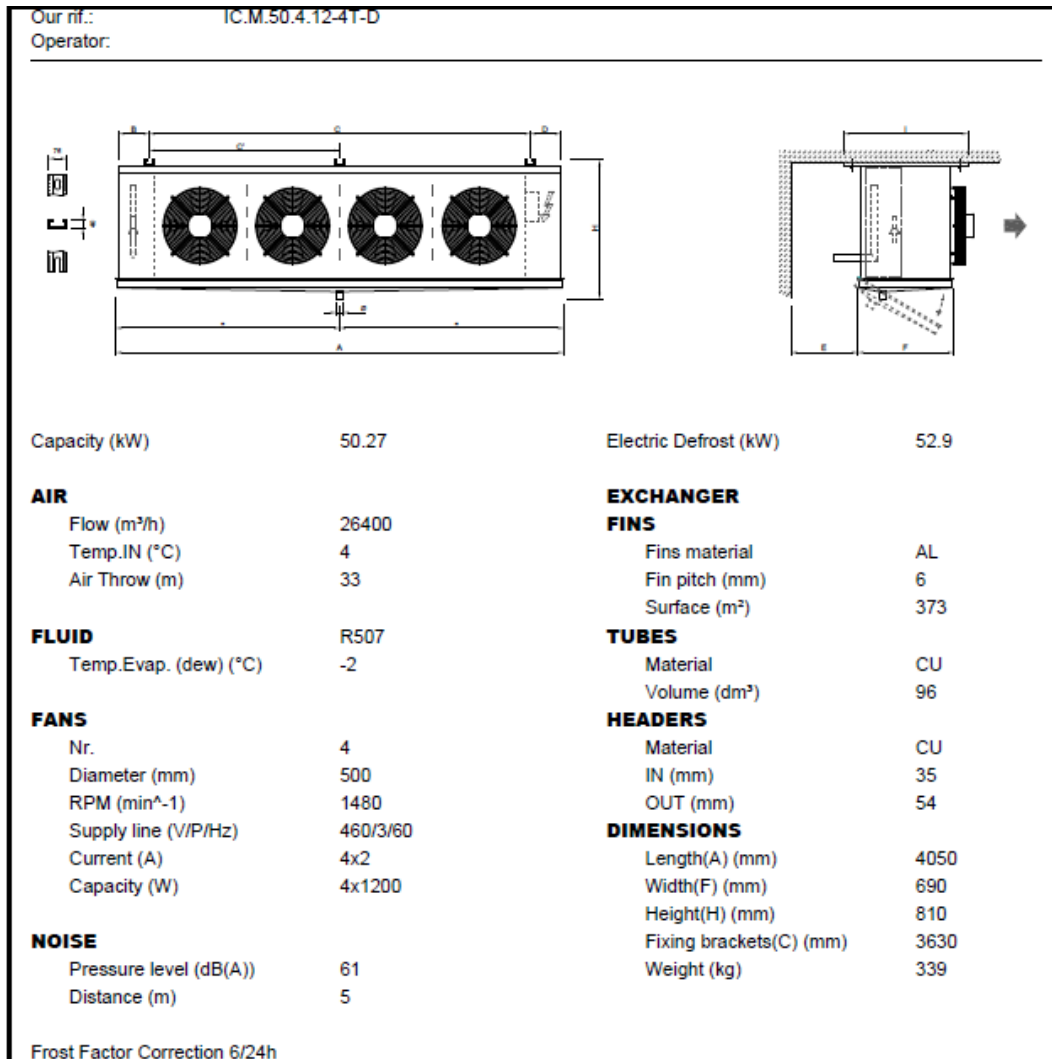 Our rif.: IC.M.50.4.12-4T-D
Operator:
B C D
C'
I
H
E F
A
Capacity (kW) 50.27 Electric Defrost (kW) 52.9
AIR EXCHANGER
Flow (m³/h) 26400 FINS
Temp.IN (°C) 4 Fins material AL
Air Throw (m) 33 Fin pitch (mm) 6
Surface (m²) 373
FLUID R507 TUBES
Temp.Evap. (dew) (°C) -2 Material CU
Volume (dm³) 96
FANS HEADERS
Nr. 4 Material CU
Diameter (mm) 500 IN (mm) 35
RPM (min^-1) 1480 OUT (mm) 54
Supply line (V/P/Hz) 460/3/60 DIMENSIONS
Current (A) 4x2 Length(A) (mm) 4050
Capacity (W) 4x1200 Width(F) (mm) 690
Height(H) (mm) 810
NOISE Fixing brackets(C) (mm) 3630
Pressure level (dB(A)) 61 Weight (kg) 339
Distance (m) 5
Frost Factor Correction 6/24h